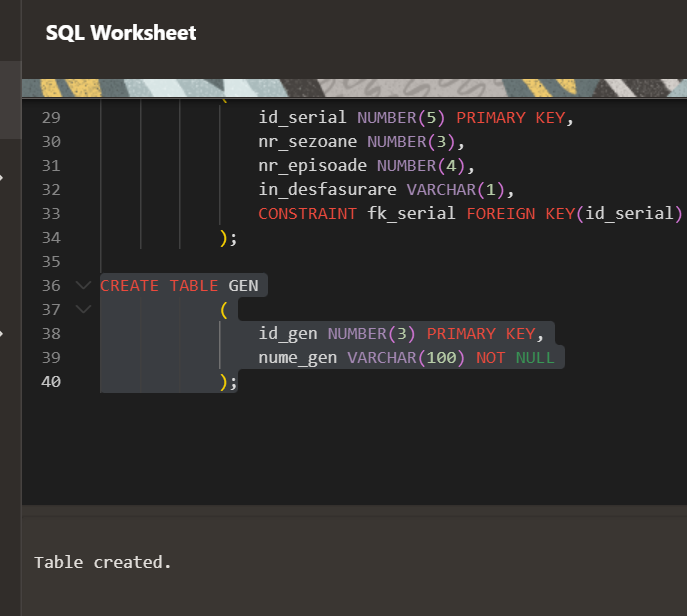 SQL Worksheet
29 id_serial NUMBER(5) PRIMARY KEY,
30 nr_sezoane NUMBER(3),
31 nr_episoade NUMBER(4),
32 in_desfasurare VARCHAR(1),
33 CONSTRAINT fk_serial FOREIGN KEY(id_serial)
34 );
35
36 CREATE TABLE GEN
37 (
38 id_gen NUMBER(3) PRIMARY KEY,
39 nume_gen VARCHAR(100) NOT NULL
40 );
Table created.